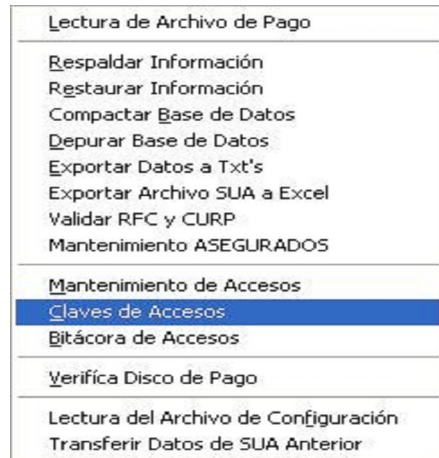 Lectura de Archivo de Pago
Respaldar Información
Restaurar Información
Compactar Base de Datos
Depurar Base de Datos
Exportar Datos a Txt's
Exportar Archivo SUA a Excel
Validar RFC y CURP
Mantenimiento ASEGURADOS
Mantenimiento de Accesos
Claves de Accesos
Bitácora de Accesos
Verifíca Disco de Pago
Lectura del Archivo de Configuración
Transferir Datos de SUA Anterior